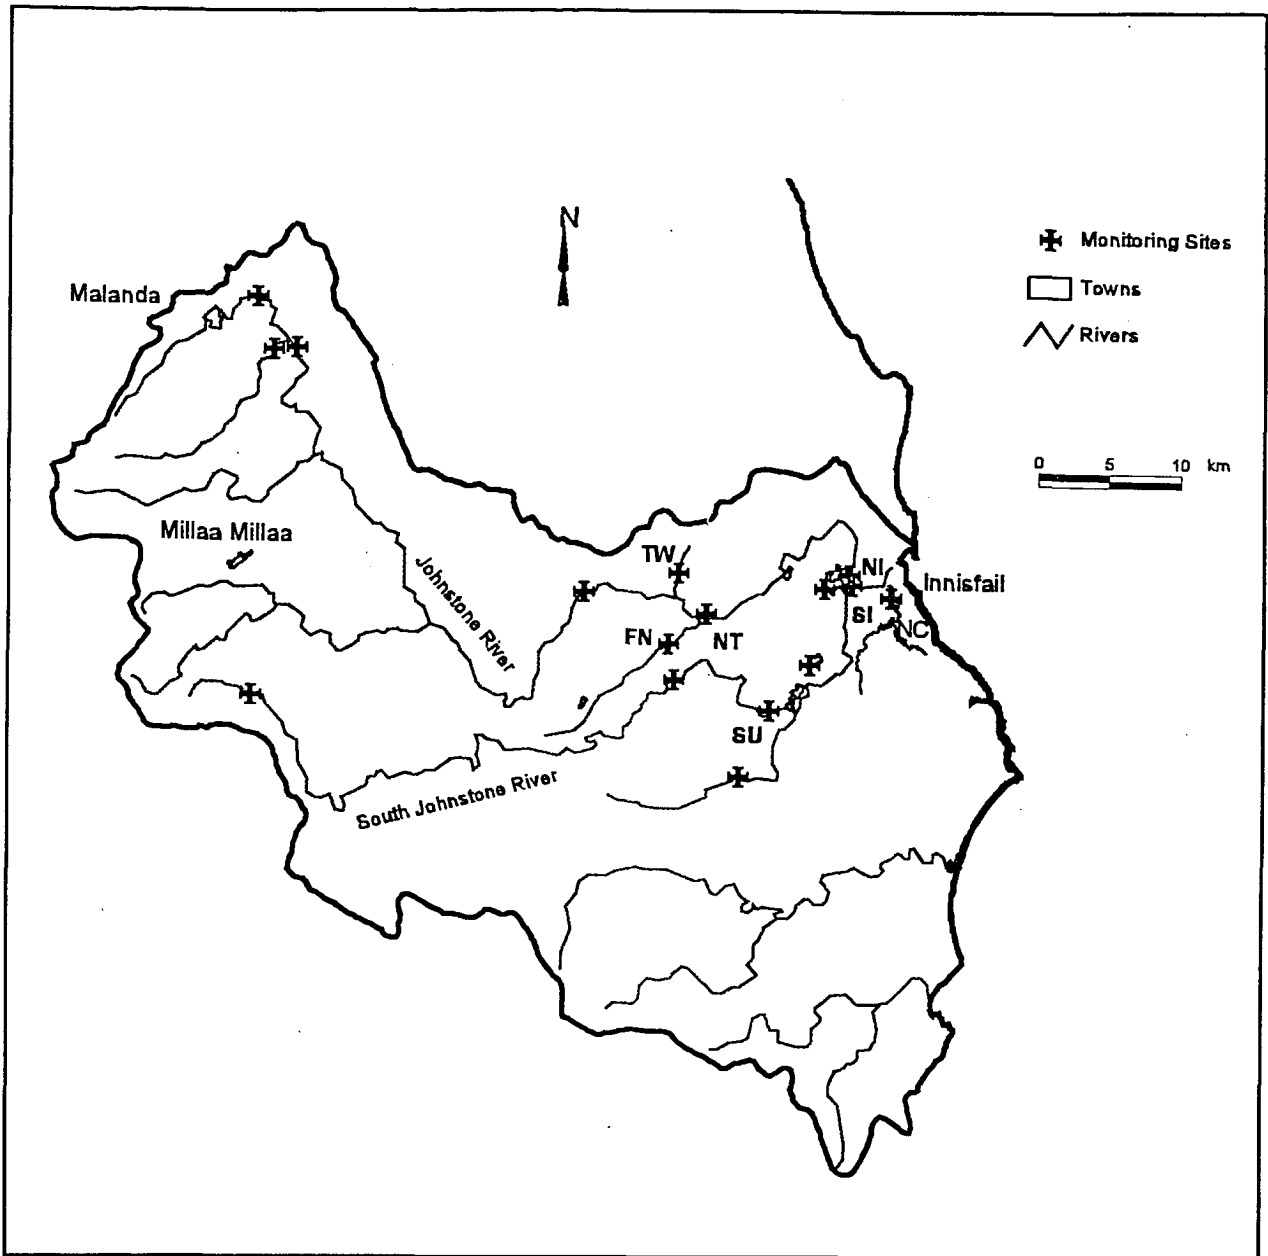 N
Monitoring Sites
Towns
Rivers
Malanda
0 5 10 km
Millaa Millaa
TW
Johnstone River
NI
Innisfail
SI
FN
NT
NC
SU
South Johnstone River